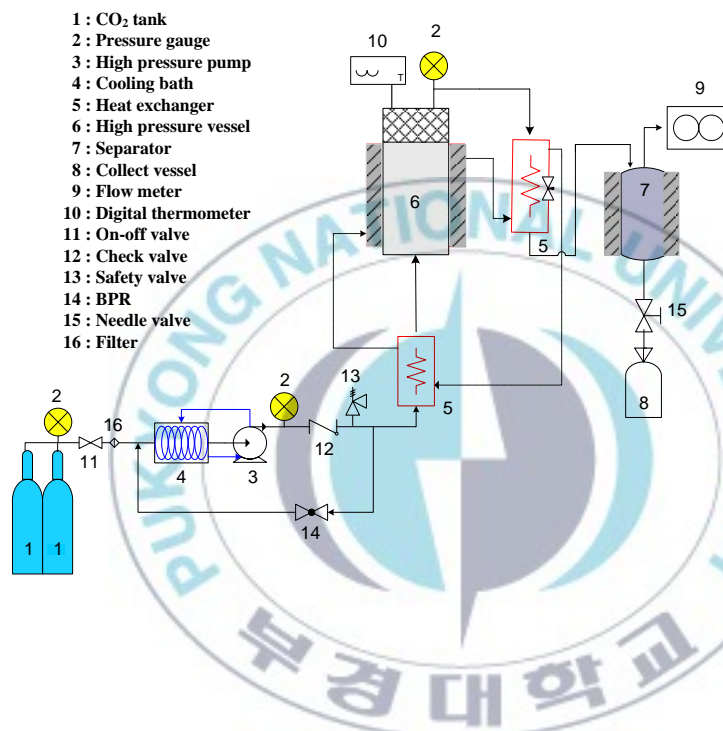 1 : CO₂ tank
2 : Pressure gauge
3 : High pressure pump
4 : Cooling bath
5 : Heat exchanger
6 : High pressure vessel
7 : Separator
8 : Collect vessel
9 : Flow meter
10 : Digital thermometer
11 : On-off valve
12 : Check valve
13 : Safety valve
14 : BPR
15 : Needle valve
16 : Filter
10
2
9
T
6
5
7
15
8
13
2
5
12
3
4
16
11
2
14
1
1
PUKYONG NATIONAL
부경대학교